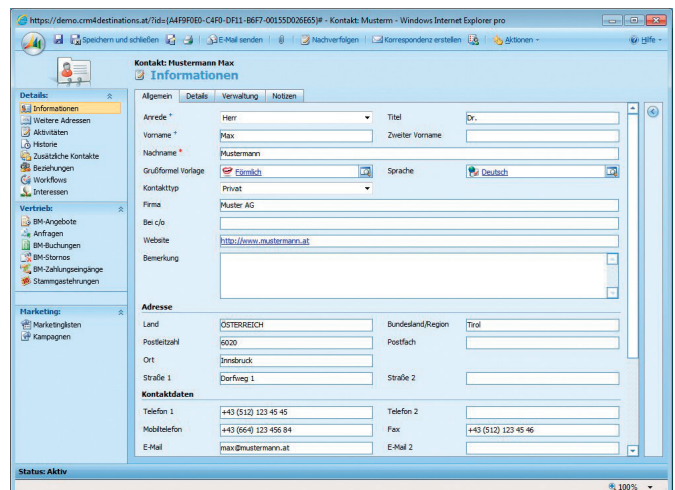 https://demo.crm4destinations.at/?id={A4F9F0E0-C4F0-DF11-B6F7-00155D026E65}# - Kontakt: Musterm - Windows Internet Explorer pro
Speichern und schließen E-Mail senden Nachverfolgen Korrespondenz erstellen Aktionen Hilfe
Kontakt: Mustermann Max
Informationen
Details:
Informationen
Weitere Adressen
Aktivitäten
Historie
Zusätzliche Kontakte
Beziehungen
Workflows
Interessen
Vertrieb:
BM-Angebote
Anfragen
BM-Buchungen
BM-Stornos
BM-Zahlungseingänge
Stammgastehrungen
Marketing:
Marketinglisten
Kampagnen
Allgemein Details Verwaltung Notizen
Anrede + Herr Titel Dr.
Vorname + Max Zweiter Vorname
Nachname * Mustermann
Grußformel Vorlage Förmlich Sprache Deutsch
Kontakttyp Privat
Firma Muster AG
Bei c/o
Website http://www.mustermann.at
Bemerkung
Adresse
Land ÖSTERREICH Bundesland/Region Tirol
Postleitzahl 6020 Postfach
Ort Innsbruck
Straße 1 Dorfweg 1 Straße 2
Kontaktdaten
Telefon 1 +43 (512) 123 45 45 Telefon 2
Mobiltelefon +43 (664) 123 456 84 Fax +43 (512) 123 45 46
E-Mail max@mustermann.at E-Mail 2
Status: Aktiv
100%